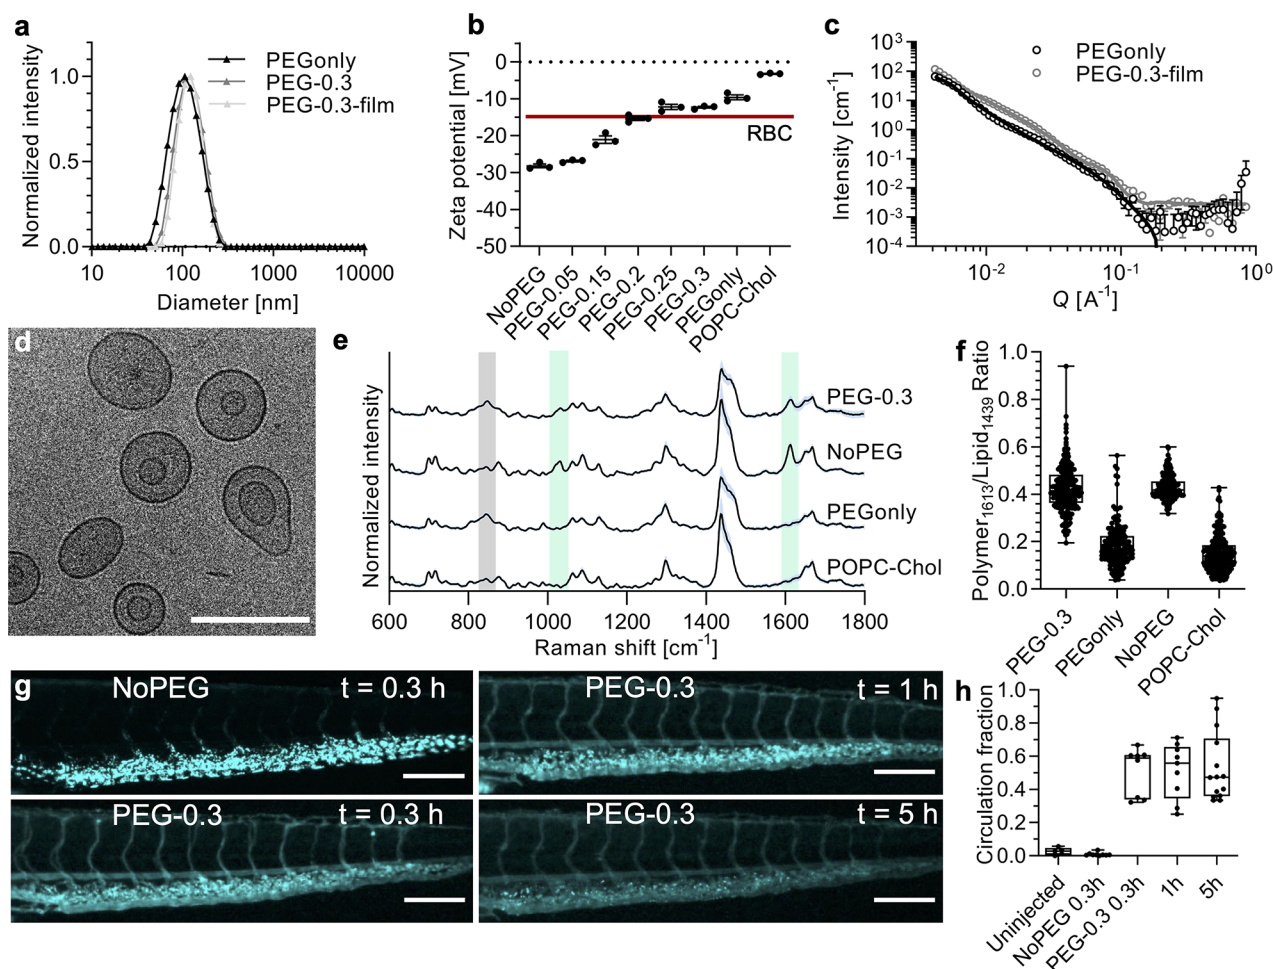 a
Normalized intensity
1.0
0.5
0.0
10
100
1000
10000
Diameter [nm]
PEGonly
PEG-0.3
PEG-0.3-film
b
Zeta potential [mV]
0
-10
-20
-30
-40
-50
RBC
NoPEG
PEG-0.05
PEG-0.15
PEG-0.2
PEG-0.25
PEG-0.3
PEGonly
POPC-Chol
c
Intensity [cm⁻¹]
10³
10²
10¹
10⁰
10⁻¹
10⁻²
10⁻³
10⁻⁴
10⁻²
10⁻¹
10⁰
Q [A⁻¹]
PEGonly
PEG-0.3-film
d
e
Normalized intensity
PEG-0.3
NoPEG
PEGonly
POPC-Chol
600
800
1000
1200
1400
1600
1800
Raman shift [cm⁻¹]
f
Polymer₁₆₁₃/Lipid₁₄₃₉ Ratio
1.0
0.8
0.6
0.4
0.2
0.0
PEG-0.3
PEGonly
NoPEG
POPC-Chol
g
NoPEG t = 0.3 h
PEG-0.3 t = 1 h
PEG-0.3 t = 0.3 h
PEG-0.3 t = 5 h
h
Circulation fraction
1.0
0.8
0.6
0.4
0.2
0.0
Uninjected
NoPEG 0.3h
PEG-0.3 0.3h
1h
5h